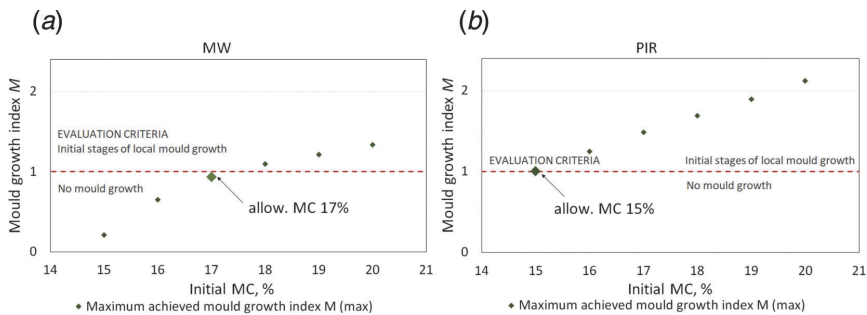 (a)
MW
Mould growth index M
2
1
0
EVALUATION CRITERIA
Initial stages of local mould growth
No mould growth
allow. MC 17%
14 15 16 17 18 19 20 21
Initial MC, %
Maximum achieved mould growth index M (max)
(b)
PIR
Mould growth index M
2
1
0
EVALUATION CRITERIA
Initial stages of local mould growth
No mould growth
allow. MC 15%
14 15 16 17 18 19 20 21
Initial MC, %
Maximum achieved mould growth index M (max)